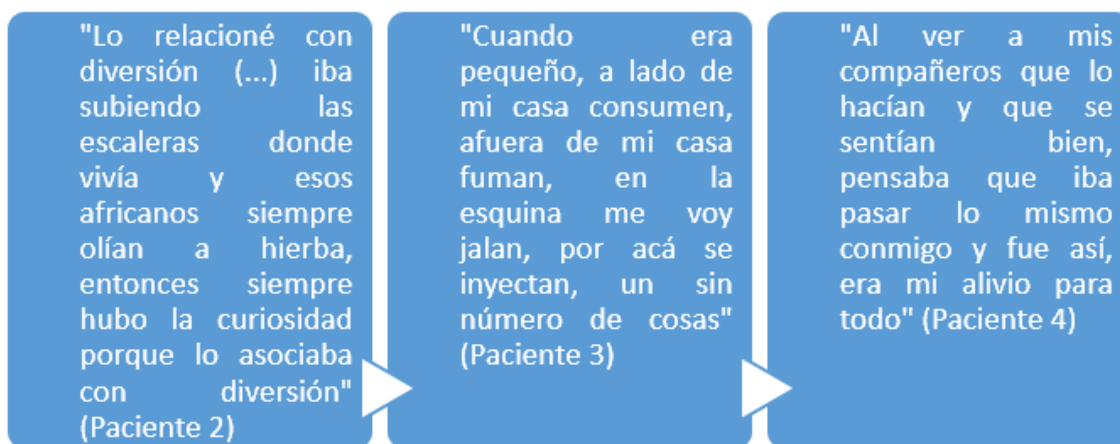 "Lo relacioné con
diversión (...) iba
subiendo las
escaleras donde
vivía y esos
africanos siempre
olían a hierba,
entonces siempre
hubo la curiosidad
porque lo asociaba
con diversión"
(Paciente 2)
"Cuando era
pequeño, a lado de
mi casa consumen,
afuera de mi casa
fuman, en la
esquina me voy
jalan, por acá se
inyectan, un sin
número de cosas"
(Paciente 3)
"Al ver a mis
compañeros que lo
hacían y que se
sentían bien,
pensaba que iba
pasar lo mismo
conmigo y fue así,
era mi alivio para
todo" (Paciente 4)